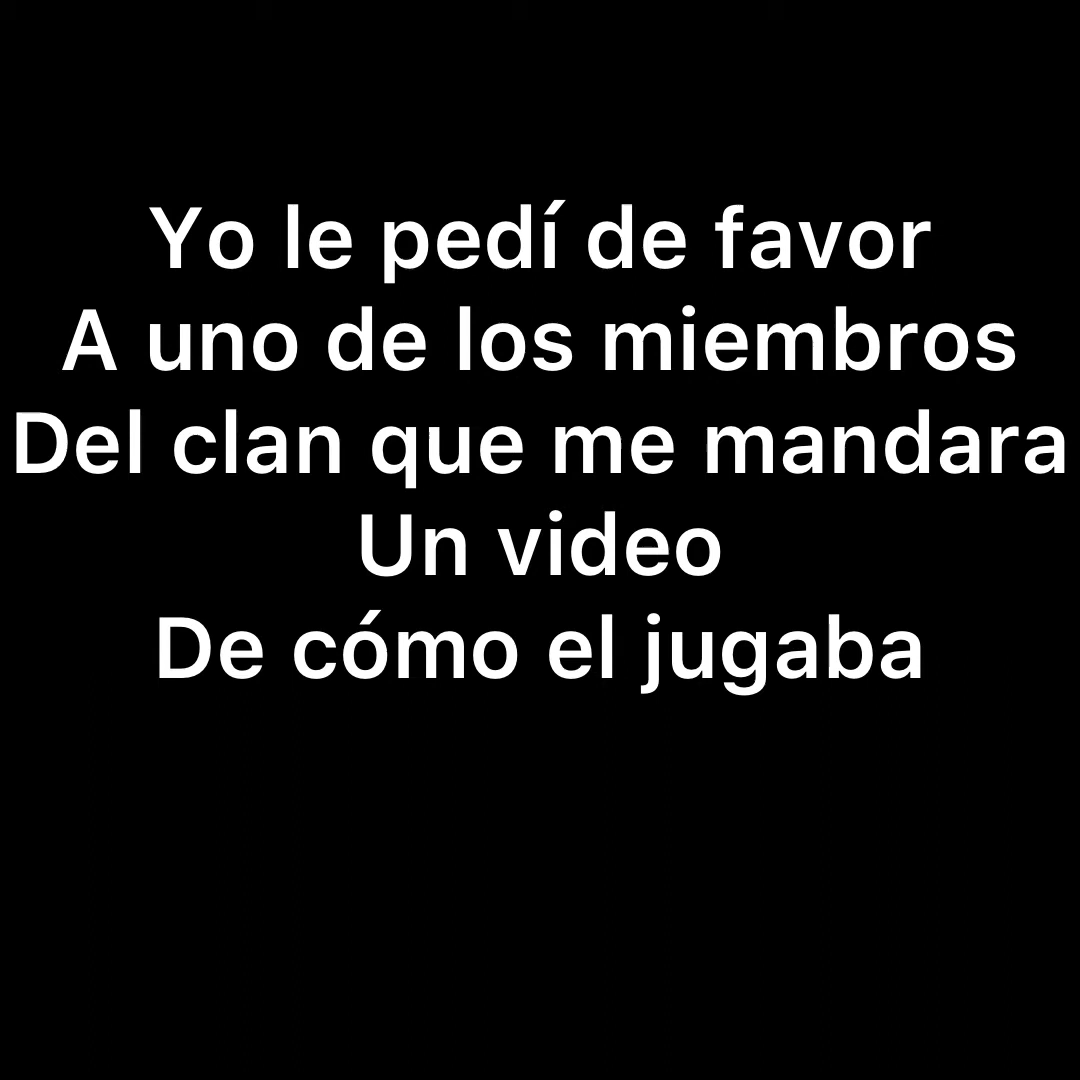 Yo le pedí de favor
A uno de los miembros
Del clan que me mandara
Un video
De cómo el jugaba